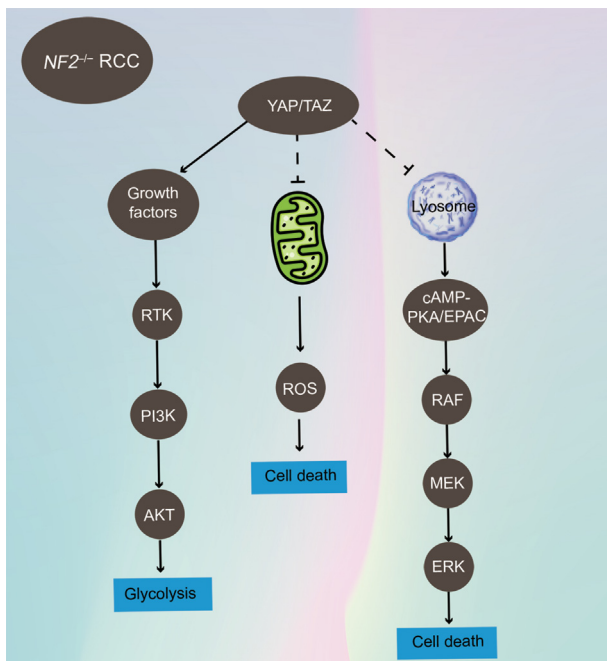 NF2–/– RCC
YAP/TAZ
Growth
factors
RTK
PI3K
AKT
Glycolysis
ROS
Cell death
Lyosome
cAMP-
PKA/EPAC
RAF
MEK
ERK
Cell death